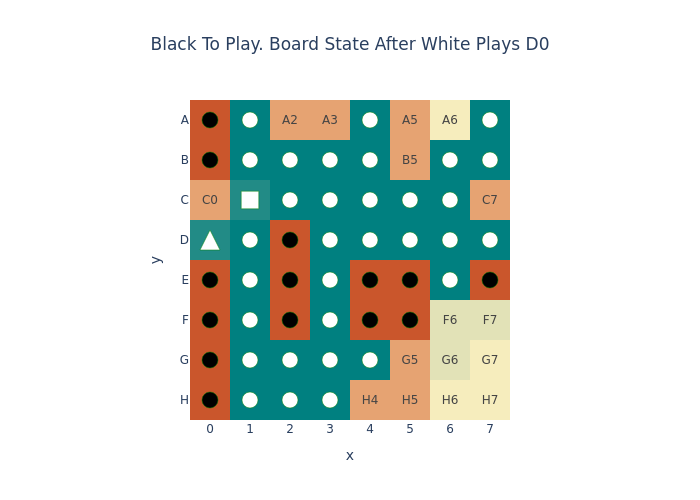 Black To Play. Board State After White Plays D0
A A2 A3 A5 A6
B B5
C C0 C7
D
y
E
F F6 F7
G G5 G6 G7
H H4 H5 H6 H7
0 1 2 3 4 5 6 7
x